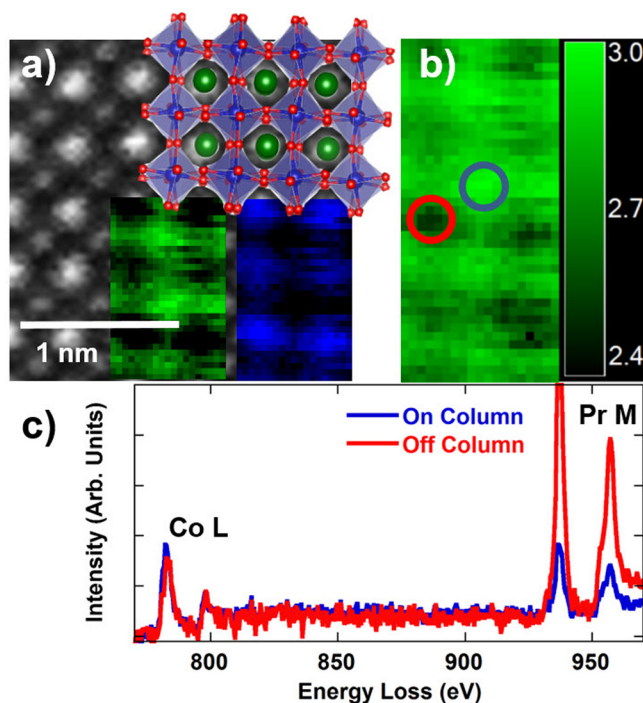 a)
b)
3.0
2.7
2.4
1 nm
c)
On Column
Off Column
Pr M
Co L
Intensity (Arb. Units)
800
850
900
950
Energy Loss (eV)